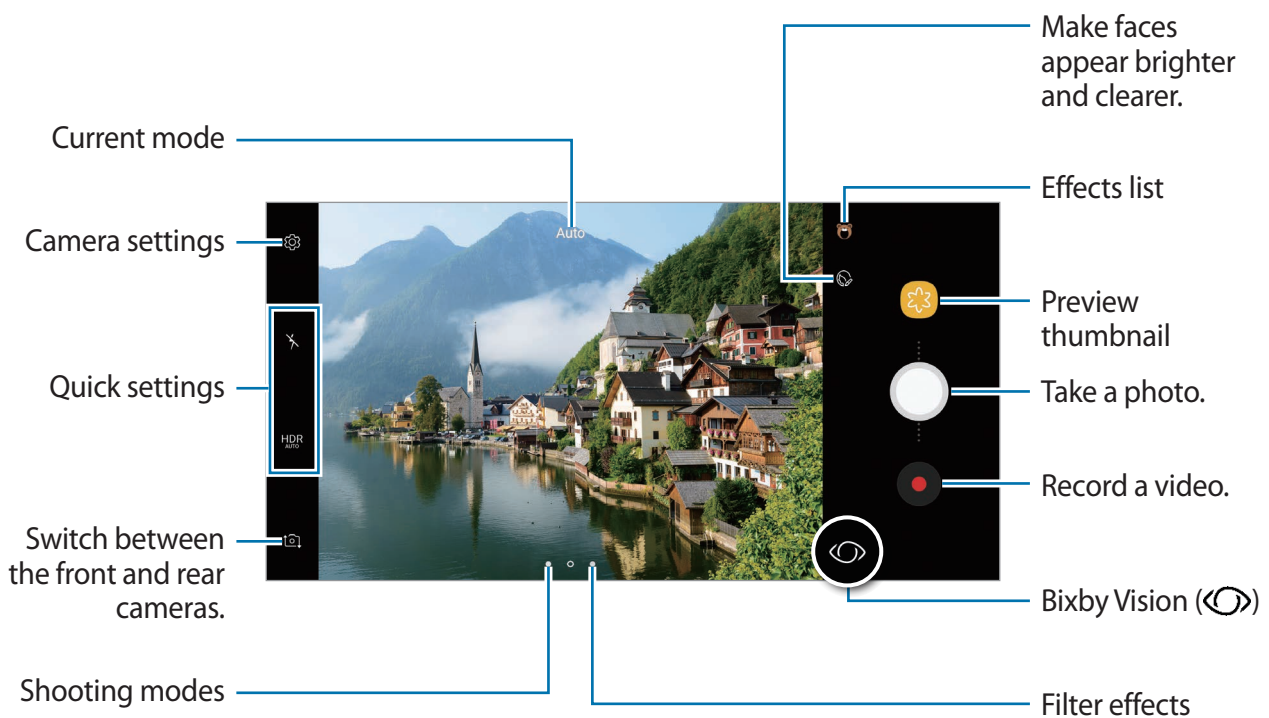 Make faces
appear brighter
and clearer.
Current mode
Effects list
Auto
Camera settings
Preview
thumbnail
Quick settings
Take a photo.
HDR
AUTO
Record a video.
Switch between
the front and rear
cameras.
Bixby Vision ( )
Shooting modes
Filter effects